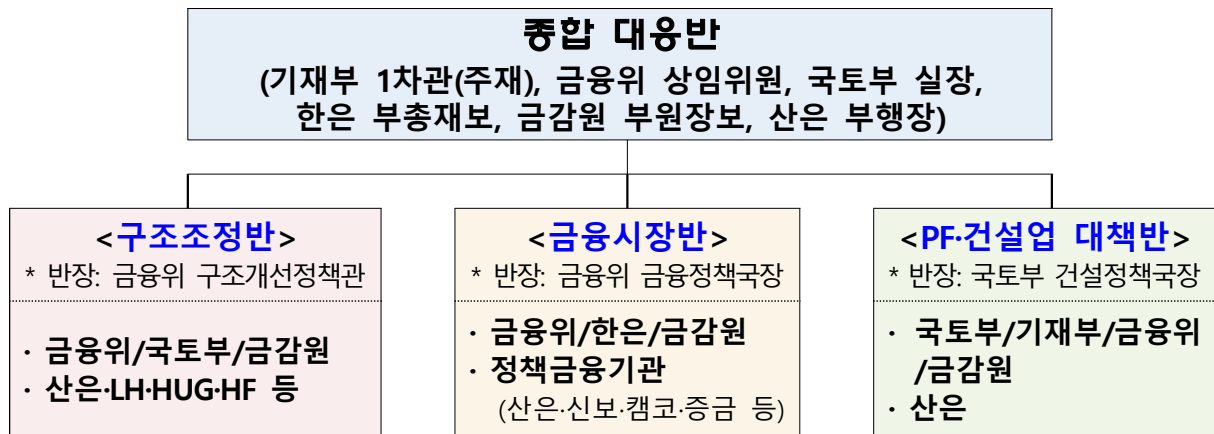 종합 대응반
(기재부 1차관(주재), 금융위 상임위원, 국토부 실장,
한은 부총재보, 금감원 부원장보, 산은 부행장)
<구조조정반>
* 반장: 금융위 구조개선정책관
· 금융위/국토부/금감원
· 산은·LH·HUG·HF 등
<금융시장반>
* 반장: 금융위 금융정책국장
· 금융위/한은/금감원
· 정책금융기관
(산은·신보·캠코·증금 등)
<PF·건설업 대책반>
* 반장: 국토부 건설정책국장
· 국토부/기재부/금융위
/금감원
· 산은